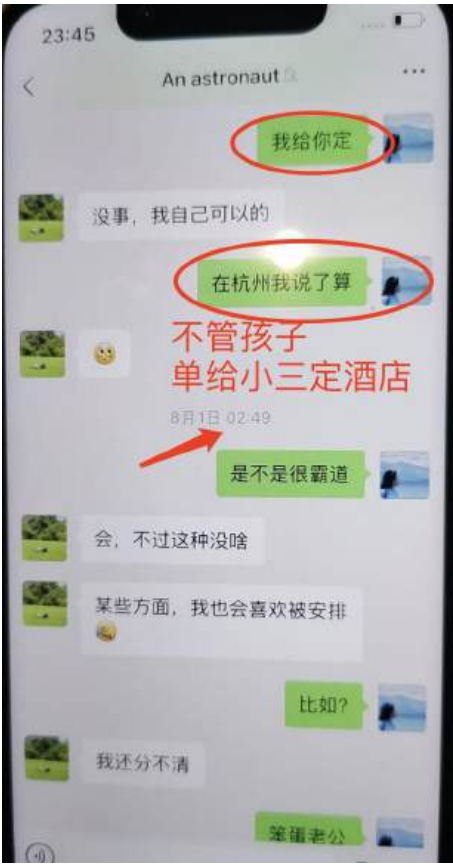 23:45
An astronaut
我给你定
没事，我自己可以的
在杭州我说了算
不管孩子
单给小三定酒店
8月1日 02:49
是不是很霸道
会，不过这种没啥
某些方面，我也会喜欢被安排
比如？
我还分不清
笨蛋老公